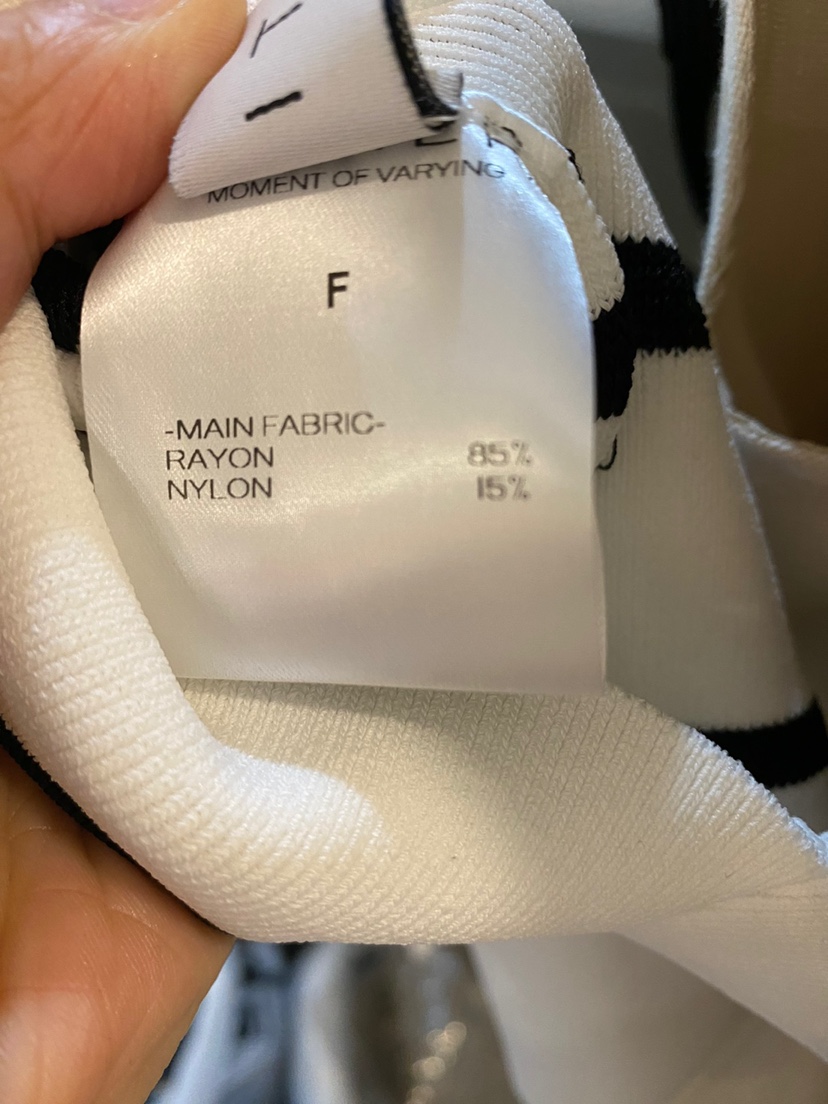 MOMENT OF VARYING
F
-MAIN FABRIC-
RAYON 85%
NYLON 15%